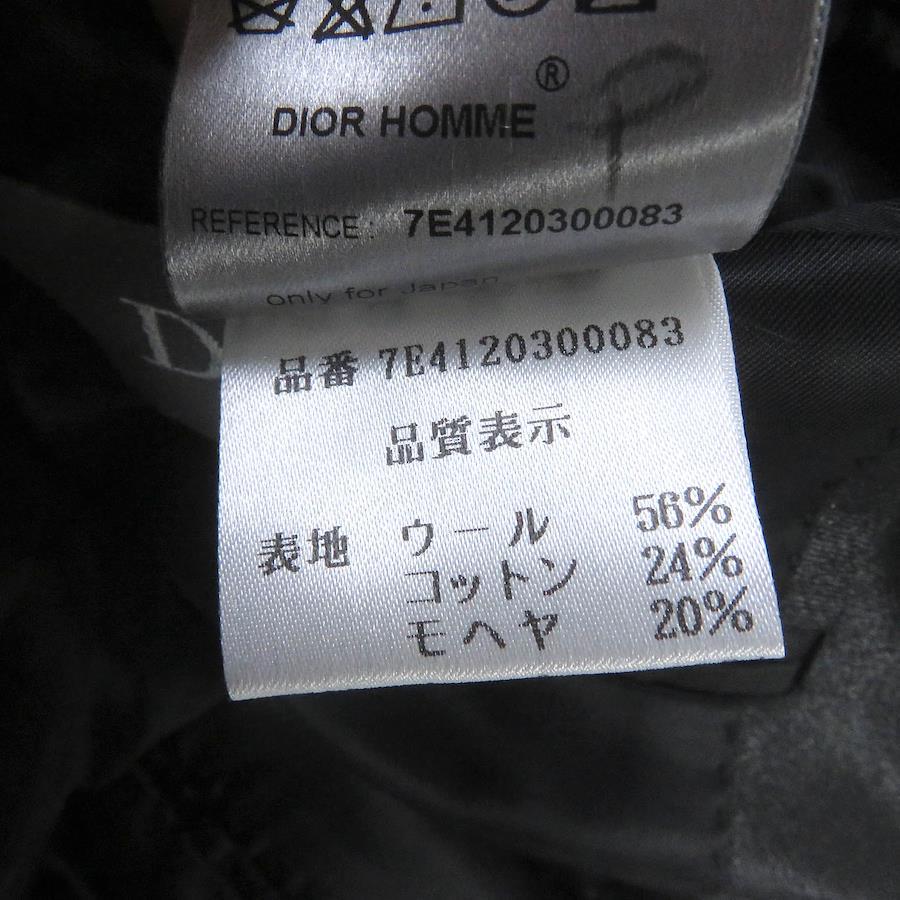 DIOR HOMME®
P
REFERENCE : 7E4120300083
only for Japan
D
品番 7E4120300083
品質表示
表地 ウール 56%
コットン 24%
モヘヤ 20%